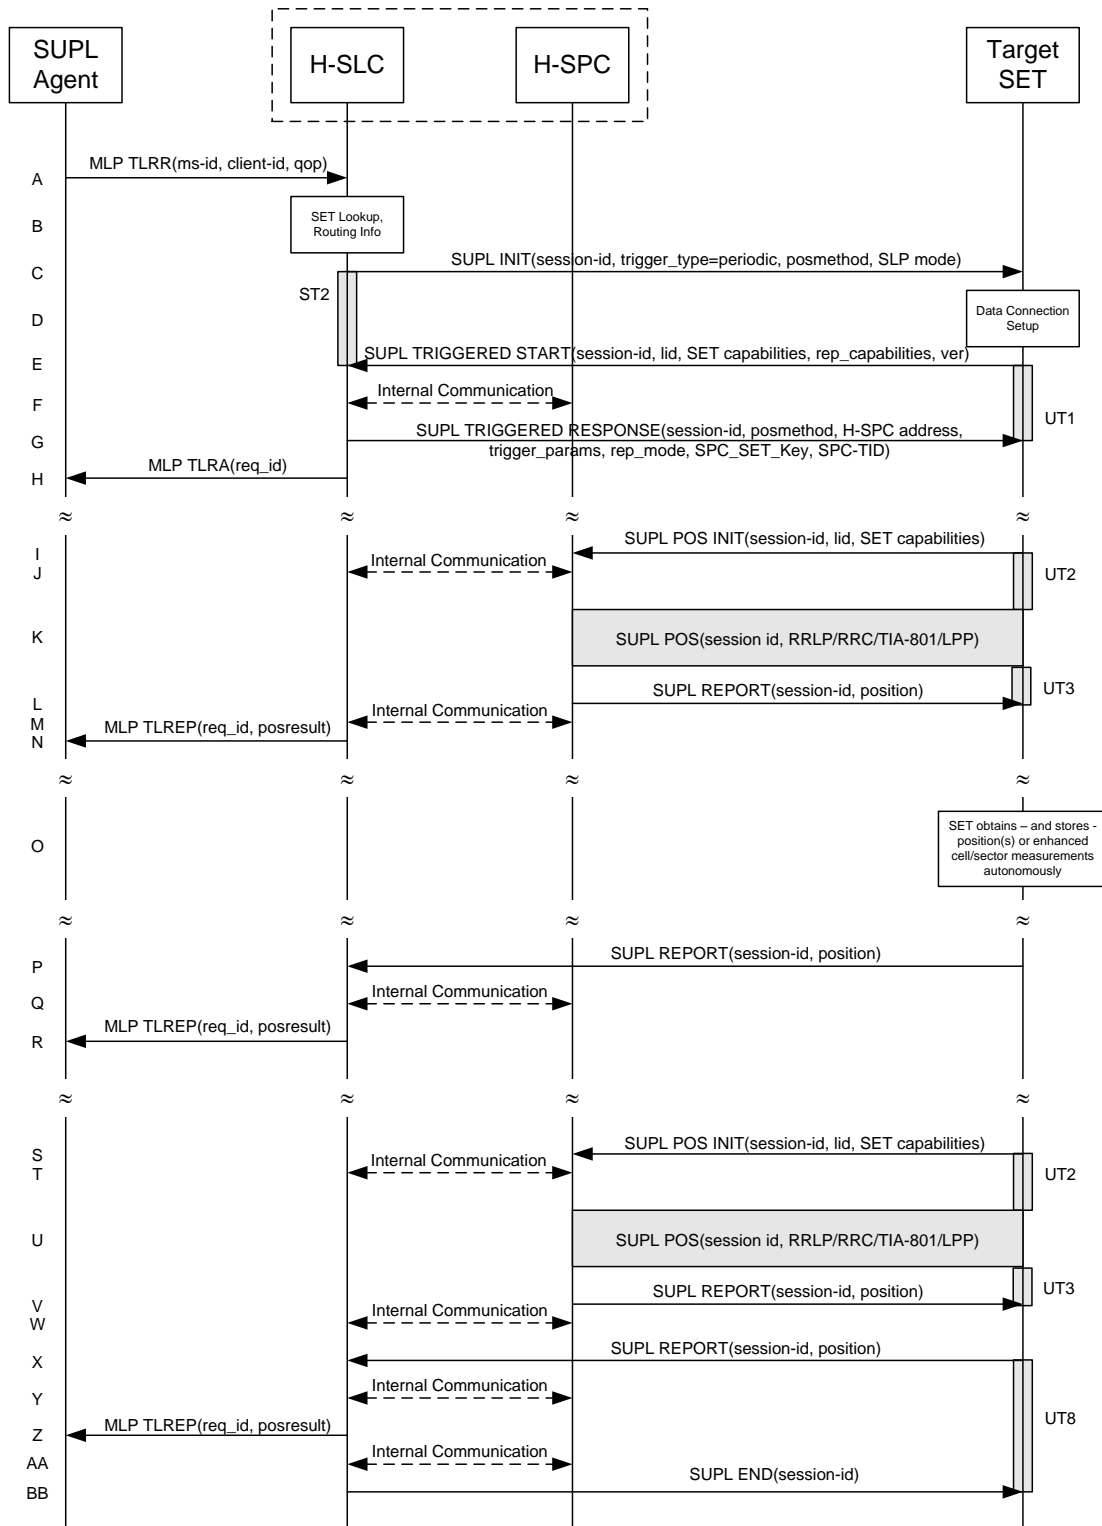 SUPL
Agent
H-SLC
H-SPC
Target
SET
A
MLP TLRR(ms-id, client-id, qop)
B
SET Lookup,
Routing Info
C
SUPL INIT(session-id, trigger_type=periodic, posmethod, SLP mode)
ST2
D
Data Connection
Setup
E
SUPL TRIGGERED START(session-id, lid, SET capabilities, rep_capabilities, ver)
F
Internal Communication
UT1
G
SUPL TRIGGERED RESPONSE(session-id, posmethod, H-SPC address,
trigger_params, rep_mode, SPC_SET_Key, SPC-TID)
H
MLP TLRA(req_id)
≈ ≈ ≈ ≈
I
SUPL POS INIT(session-id, lid, SET capabilities)
J
Internal Communication
UT2
K
SUPL POS(session id, RRLP/RRC/TIA-801/LPP)
L
SUPL REPORT(session-id, position)
UT3
M
Internal Communication
N
MLP TLREP(req_id, posresult)
≈ ≈ ≈ ≈
O
SET obtains – and stores -
position(s) or enhanced
cell/sector measurements
autonomously
≈ ≈ ≈ ≈
P
SUPL REPORT(session-id, position)
Q
Internal Communication
R
MLP TLREP(req_id, posresult)
≈ ≈ ≈ ≈
S
SUPL POS INIT(session-id, lid, SET capabilities)
T
Internal Communication
UT2
U
SUPL POS(session id, RRLP/RRC/TIA-801/LPP)
V
SUPL REPORT(session-id, position)
UT3
W
Internal Communication
X
SUPL REPORT(session-id, position)
Y
Internal Communication
UT8
Z
MLP TLREP(req_id, posresult)
AA
Internal Communication
BB
SUPL END(session-id)